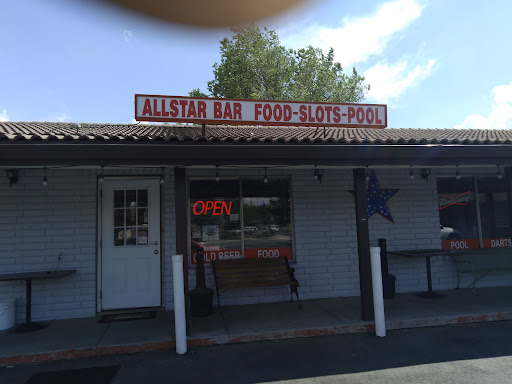 ALLSTAR BAR FOOD-SLOTS-POOL
OPEN
COLD BEER FOOD
POOL DARTS